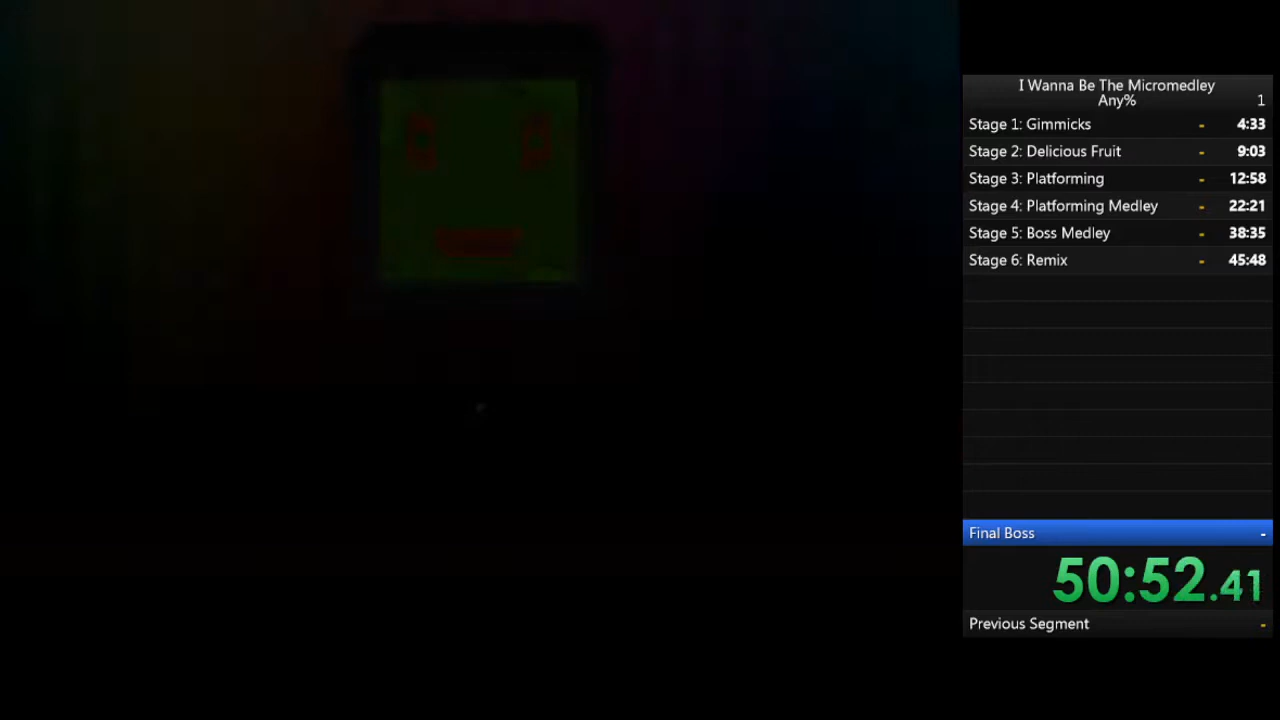 I Wanna Be The Micromedley
Any% 1
Stage 1: Gimmicks - 4:33
Stage 2: Delicious Fruit - 9:03
Stage 3: Platforming - 12:58
Stage 4: Platforming Medley - 22:21
Stage 5: Boss Medley - 38:35
Stage 6: Remix - 45:48
Final Boss -
50:52.41
Previous Segment -